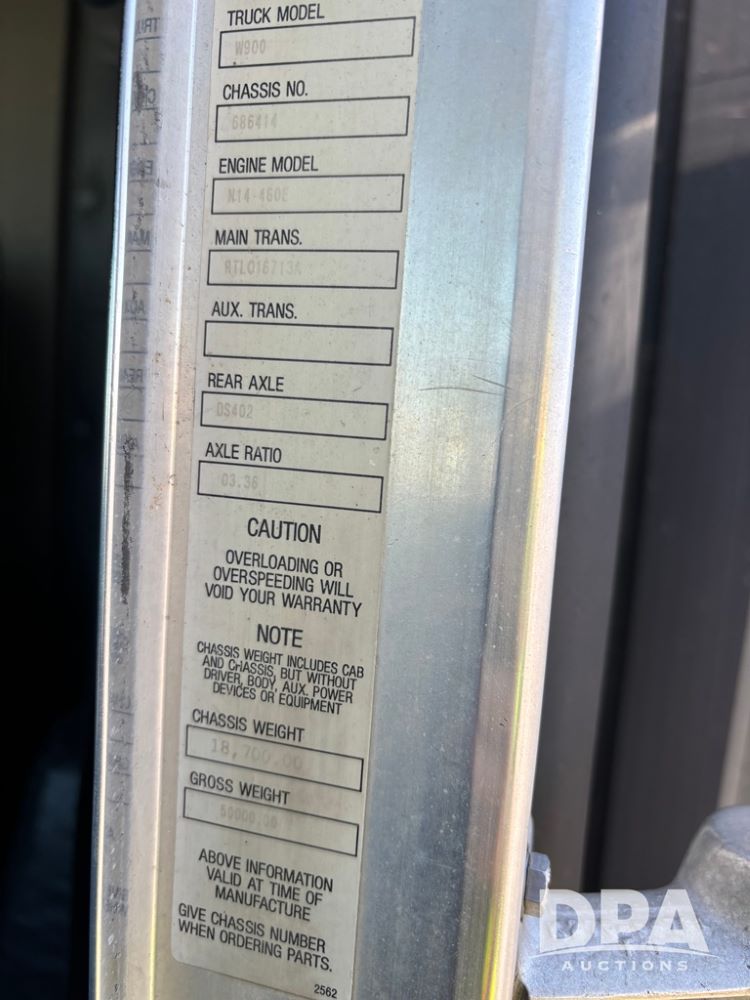 TRUCK MODEL
W900
CHASSIS NO.
686414
ENGINE MODEL
N14-460E
MAIN TRANS.
RTLO16713A
AUX. TRANS.
REAR AXLE
DS402
AXLE RATIO
03.36
CAUTION
OVERLOADING OR
OVERSPEEDING WILL
VOID YOUR WARRANTY
NOTE
CHASSIS WEIGHT INCLUDES CAB
AND CHASSIS, BUT WITHOUT
DRIVER, BODY, AUX. POWER
DEVICES OR EQUIPMENT
CHASSIS WEIGHT
18,700.00
GROSS WEIGHT
50000.00
ABOVE INFORMATION
VALID AT TIME OF
MANUFACTURE
GIVE CHASSIS NUMBER
WHEN ORDERING PARTS.
2562
DPA
AUCTIONS